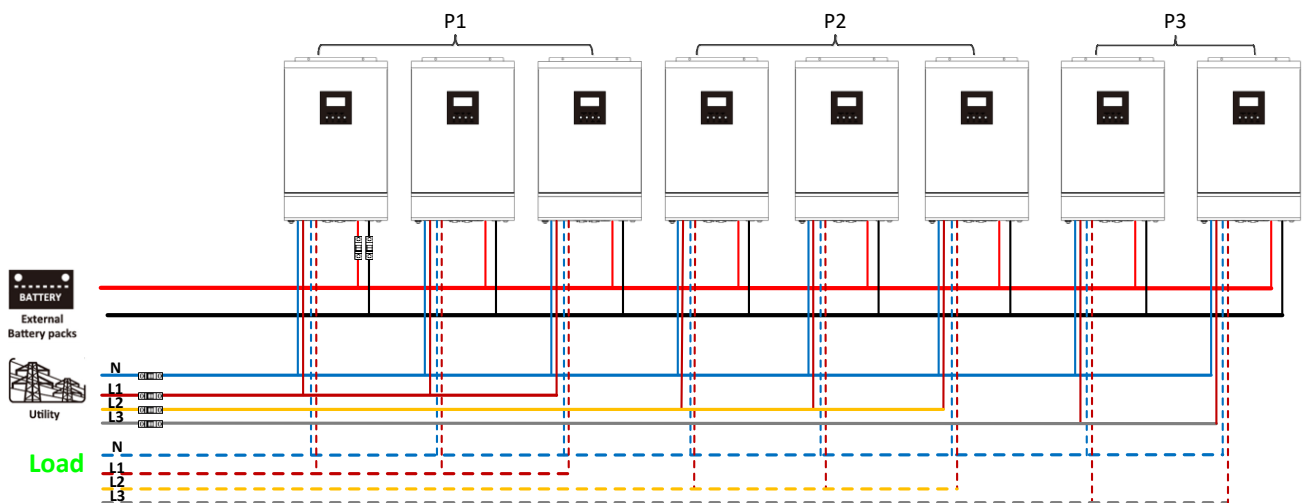 P1
P2
P3
BATTERY
External
Battery packs
Utility
N
L1
L2
L3
Load
N
L1
L2
L3